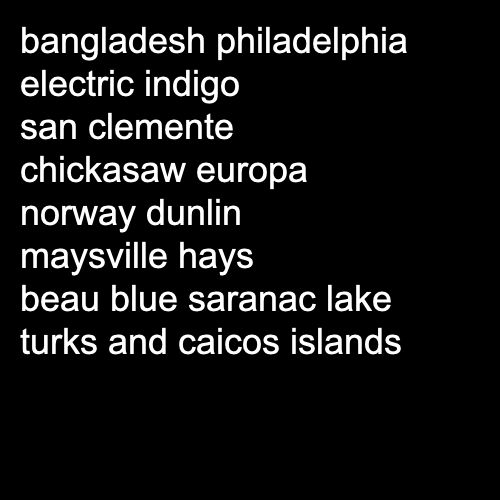 bangladesh philadelphia
electric indigo
san clemente
chickasaw europa
norway dunlin
maysville hays
beau blue saranac lake
turks and caicos islands